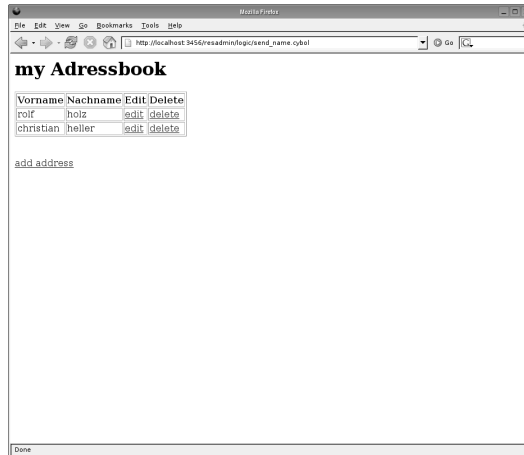 Mozilla Firefox
File Edit View Go Bookmarks Tools Help
http://localhost:3456/resadmin/logic/send_name.cybol Go
my Adressbook
Vorname Nachname Edit Delete
rolf holz edit delete
christian heller edit delete
add address
Done